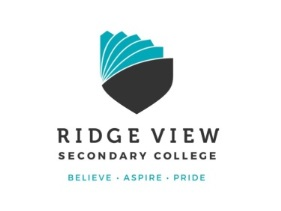 RIDGE VIEW
SECONDARY COLLEGE
BELIEVE • ASPIRE • PRIDE